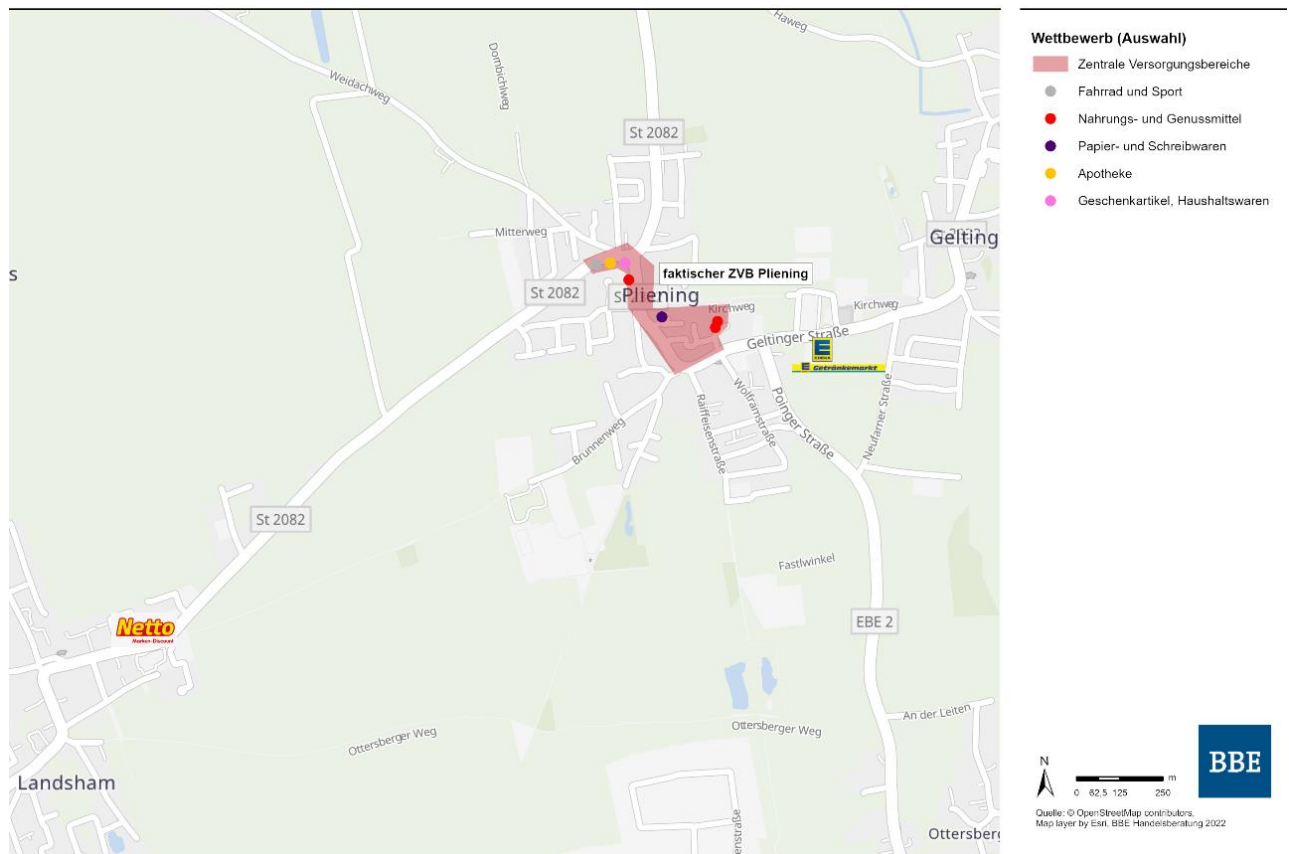 Haweg
Dornbichlweg
Weidachweg
St 2082
Mitterweg
Gelting
faktischer ZVB Pliening
St 2082
Pliening
Kirchweg
Kirchweg
Geltinger Straße
E
EDEKA
E Getränkemarkt
Wolframstraße
Raiffeisenstraße
Poinger Straße
Neufarner Straße
Brunnenweg
St 2082
Fastlwinkel
EBE 2
Netto
Marken-Discount
An der Leiten
Ottersberger Weg
Ottersberger Weg
Landsham
enstraße
Ottersberg
Wettbewerb (Auswahl)
Zentrale Versorgungsbereiche
Fahrrad und Sport
Nahrungs- und Genussmittel
Papier- und Schreibwaren
Apotheke
Geschenkartikel, Haushaltswaren
N
m
0 62,5 125 250
BBE
Quelle: © OpenStreetMap contributors,
Map layer by Esri, BBE Handelsberatung 2022